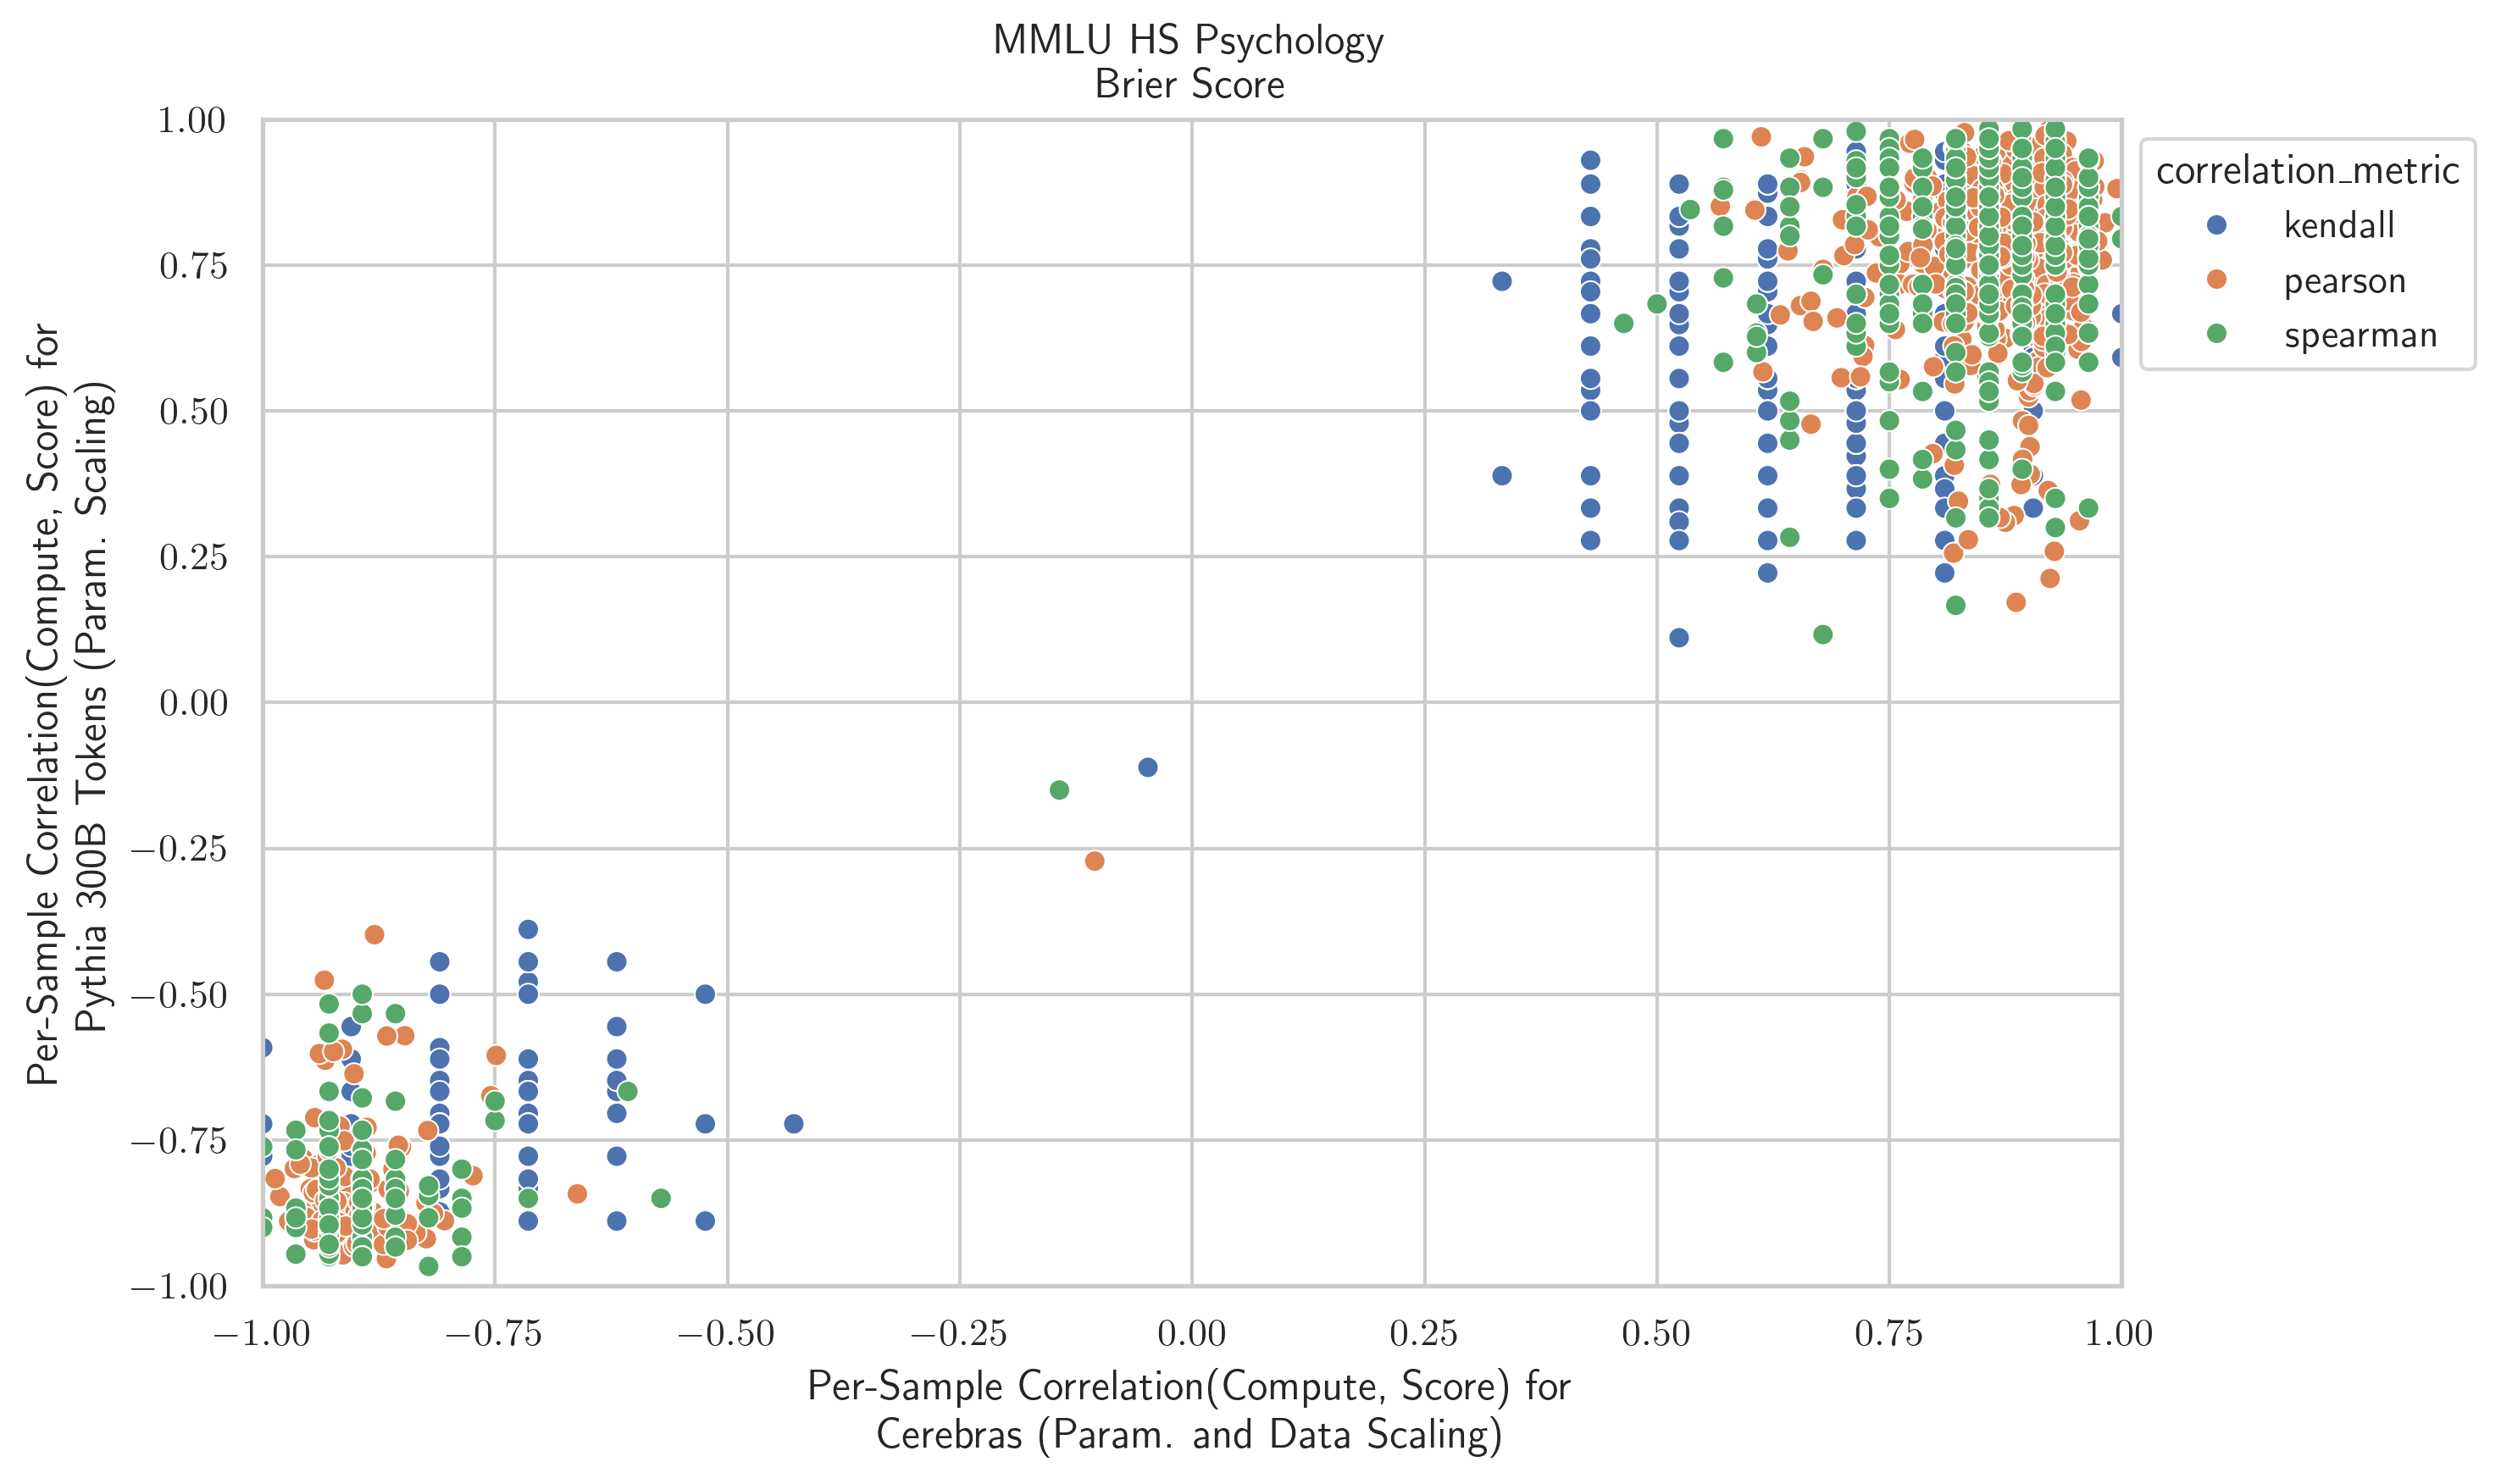 MMLU HS Psychology
Brier Score
Per-Sample Correlation(Compute, Score) for
Pythia 300B Tokens (Param. Scaling)
1.00
0.75
0.50
0.25
0.00
−0.25
−0.50
−0.75
−1.00
−1.00 −0.75 −0.50 −0.25 0.00 0.25 0.50 0.75 1.00
Per-Sample Correlation(Compute, Score) for
Cerebras (Param. and Data Scaling)
correlation_metric
kendall
pearson
spearman